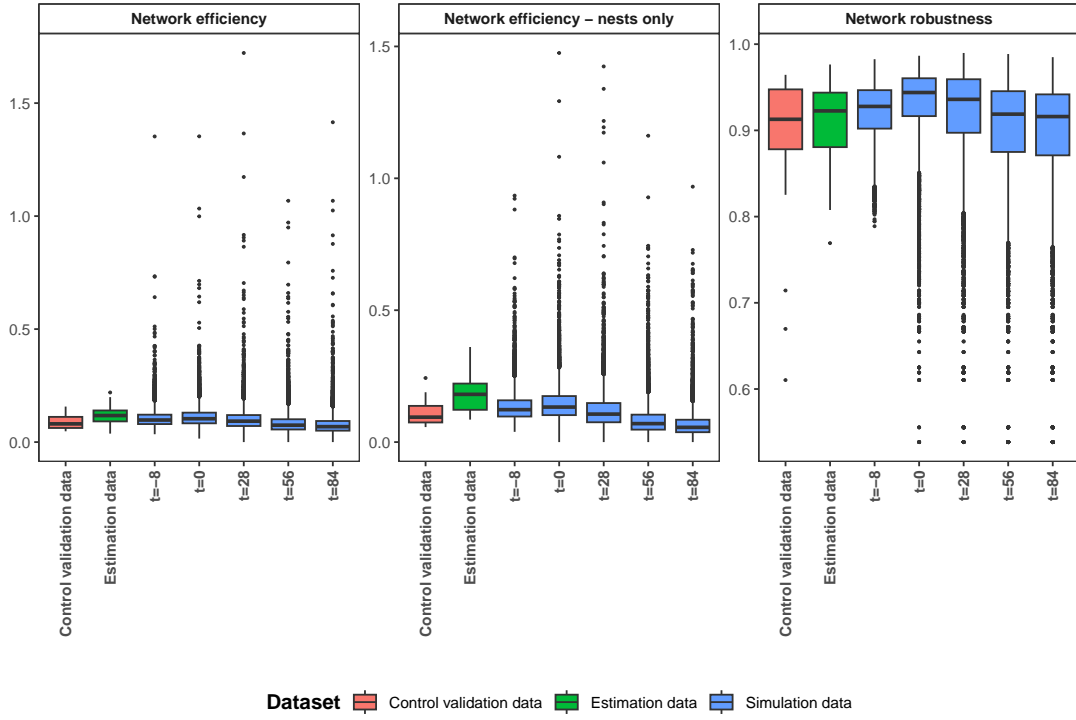 Network efficiency
Network efficiency – nests only
Network robustness
1.5
1.0
0.5
0.0
1.5
1.0
0.5
0.0
1.0
0.9
0.8
0.7
0.6
Control validation data
Estimation data
t=−8
t=0
t=28
t=56
t=84
Control validation data
Estimation data
t=−8
t=0
t=28
t=56
t=84
Control validation data
Estimation data
t=−8
t=0
t=28
t=56
t=84
Dataset Control validation data Estimation data Simulation data